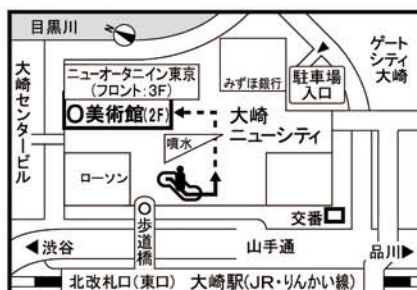 目黒川
N
ゲート
シティ
大崎
大崎センタービル
ニューオータニイン東京
(フロント:3F)
みずほ銀行
駐車場
入口
O美術館(2F)
大崎
ニューシティ
噴水
ローソン
歩道橋
交番
渋谷
山手通
品川
北改札口(東口) 大崎駅(JR・りんかい線)